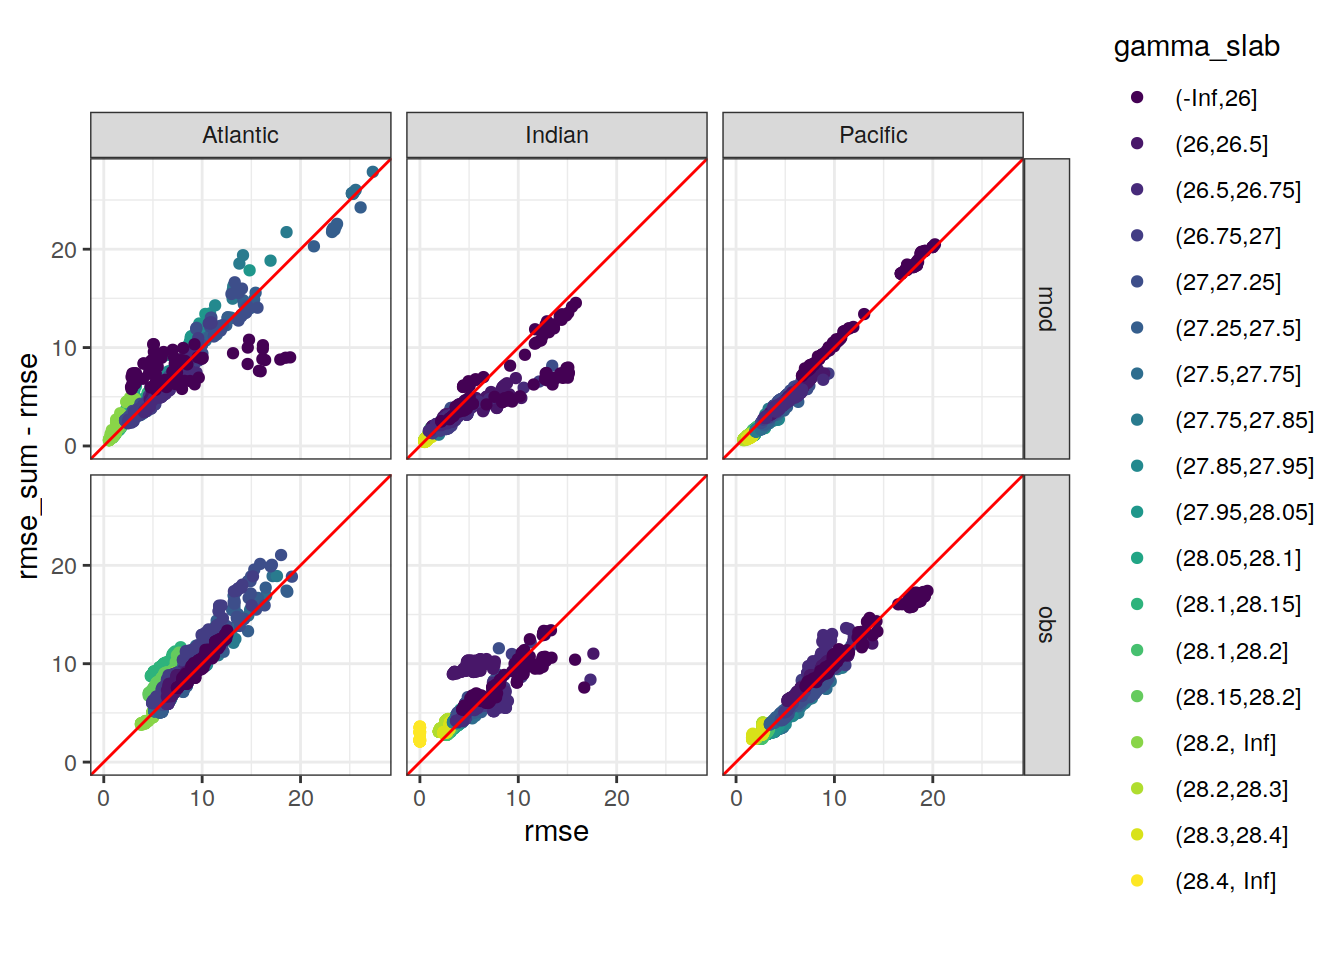 gamma_slab
(-Inf,26]
(26,26.5]
(26.5,26.75]
(26.75,27]
(27,27.25]
(27.25,27.5]
(27.5,27.75]
(27.75,27.85]
(27.85,27.95]
(27.95,28.05]
(28.05,28.1]
(28.1,28.15]
(28.1,28.2]
(28.15,28.2]
(28.2, Inf]
(28.2,28.3]
(28.3,28.4]
(28.4, Inf]
Atlantic
Indian
Pacific
mod
obs
20
10
0
20
10
0
0 10 20
0 10 20
0 10 20
rmse
rmse_sum - rmse